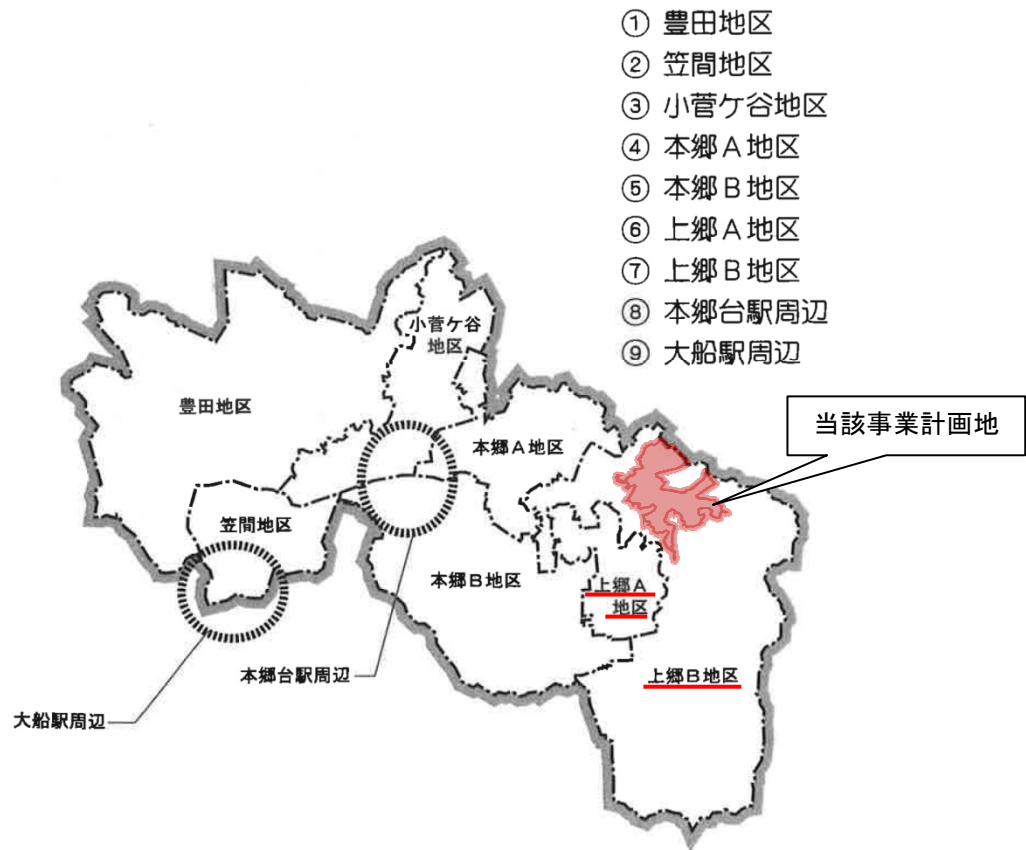 ① 豊田地区
② 笠間地区
③ 小菅ケ谷地区
④ 本郷A地区
⑤ 本郷B地区
⑥ 上郷A地区
⑦ 上郷B地区
⑧ 本郷台駅周辺
⑨ 大船駅周辺
小菅ケ谷
地区
豊田地区
当該事業計画地
本郷A地区
笠間地区
本郷B地区
上郷A
地区
本郷台駅周辺
上郷B地区
大船駅周辺